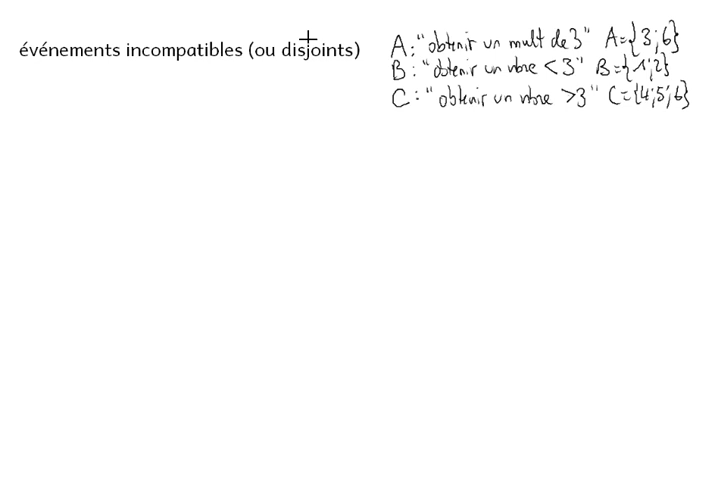 événements incompatibles (ou disjoints)
A : "obtenir un mult de 3" A={3;6}
B : "obtenir un nbre <3" B={1;2}
C : "obtenir un nbre >3" C={4;5;6}